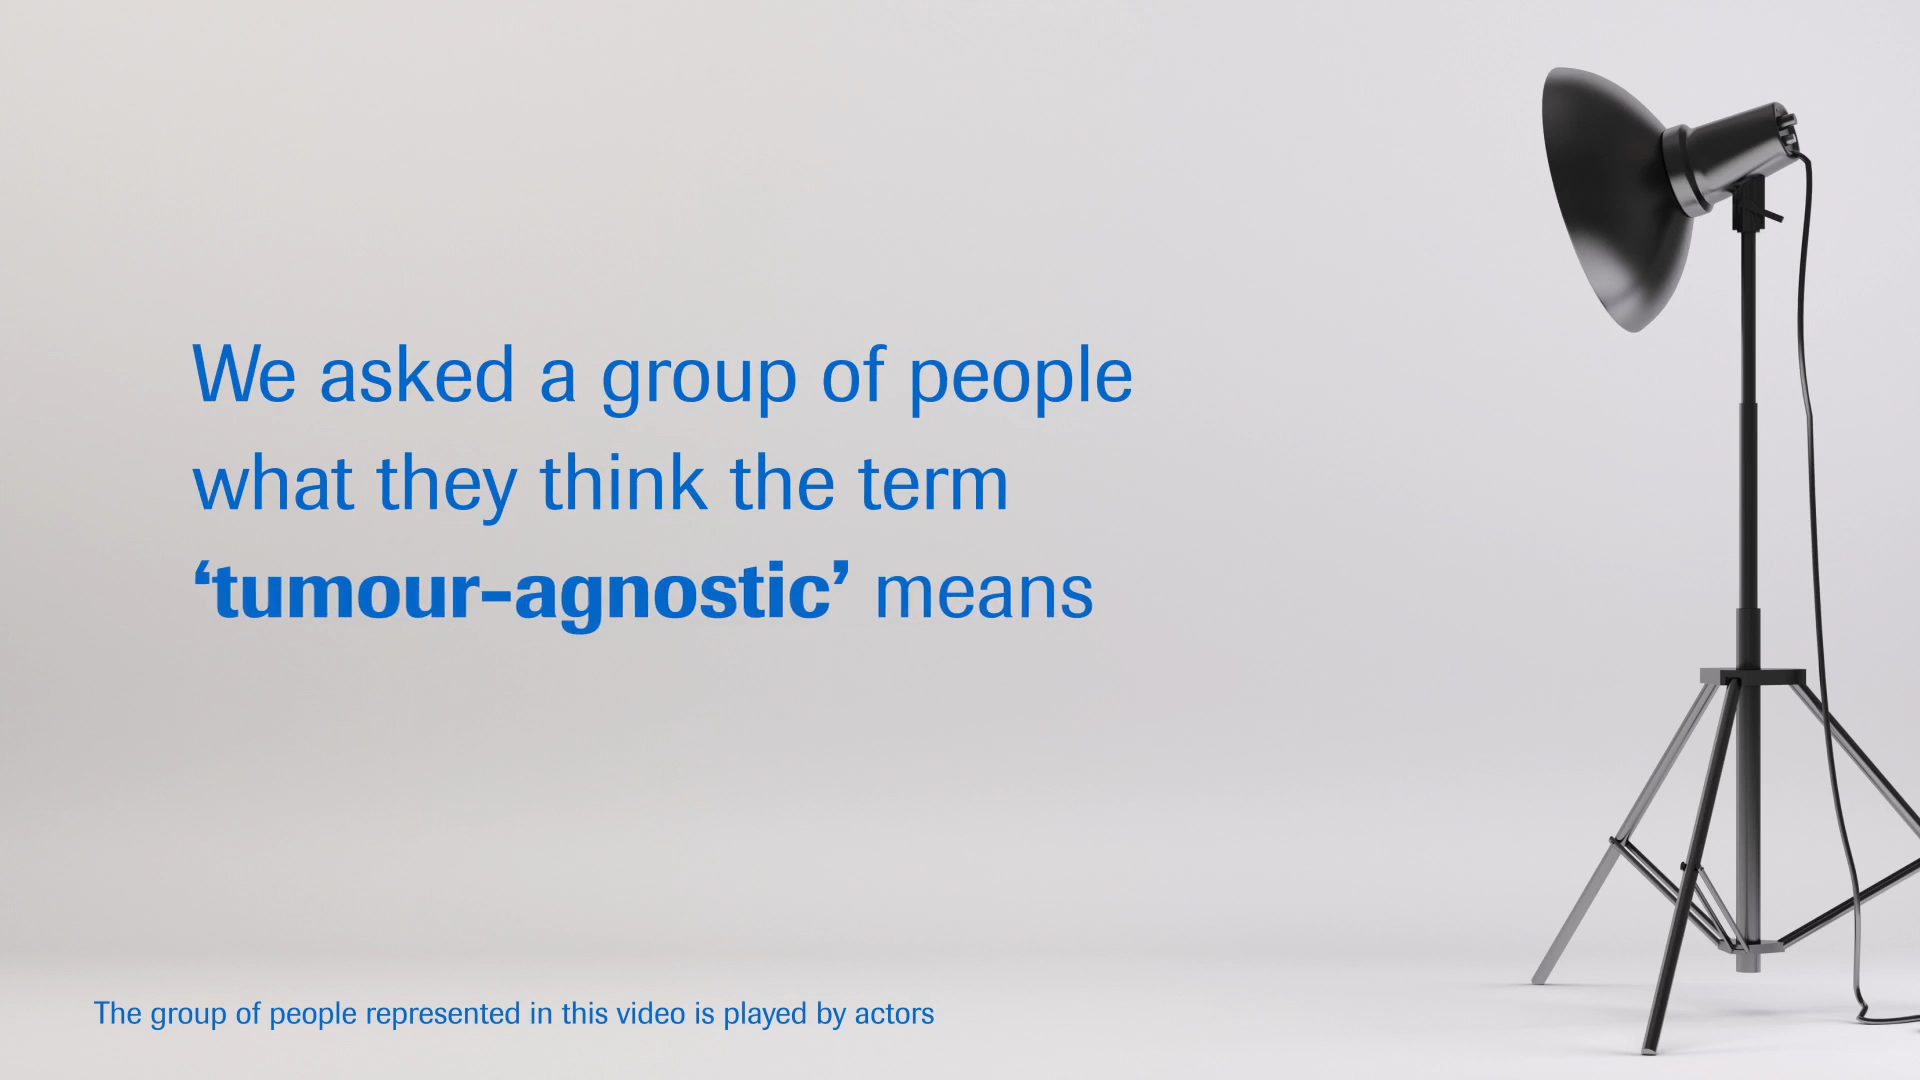 We asked a group of people
what they think the term
‘tumour-agnostic’ means
The group of people represented in this video is played by actors